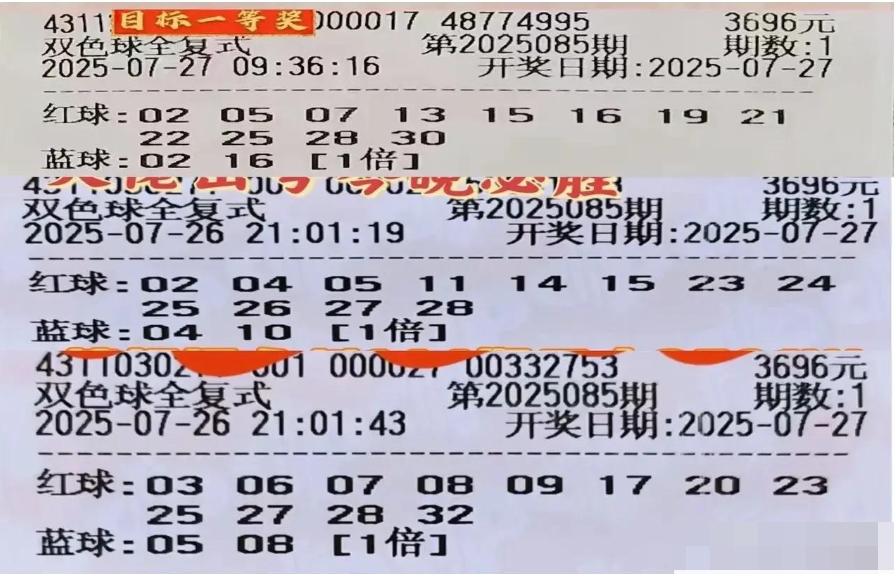 4311 目标一等奖 000017 48774995 3696元
双色球全复式 第2025085期 期数:1
2025-07-27 09:36:16 开奖日期:2025-07-27
红球:02 05 07 13 15 16 19 21
22 25 28 30
蓝球:02 16 [1倍]
3696元
双色球全复式 第2025085期 期数:1
2025-07-26 21:01:19 开奖日期:2025-07-27
红球:02 04 05 11 14 15 23 24
25 26 27 28
蓝球:04 10 [1倍]
43110302 001 000027 00332753 3696元
双色球全复式 第2025085期 期数:1
2025-07-26 21:01:43 开奖日期:2025-07-27
红球:03 06 07 08 09 17 20 23
25 27 28 32
蓝球:05 08 [1倍]